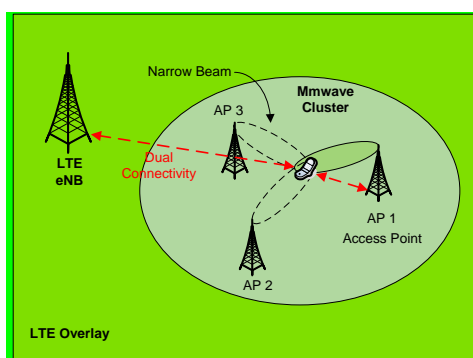 Narrow Beam
Mmwave
Cluster
AP 3
LTE
eNB
Dual
Connectivity
AP 1
Access Point
AP 2
LTE Overlay